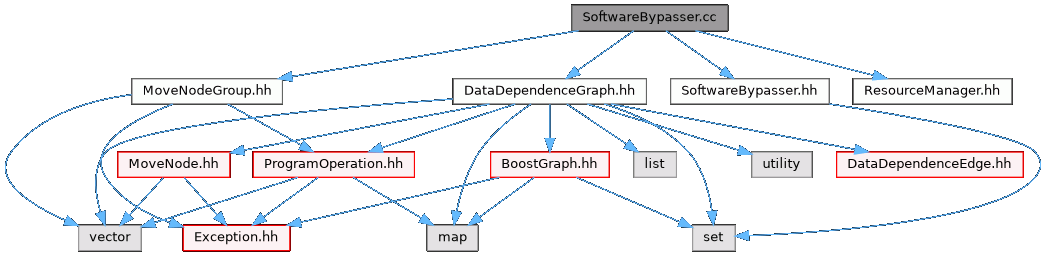 SoftwareBypasser.cc
MoveNodeGroup.hh
DataDependenceGraph.hh
SoftwareBypasser.hh
ResourceManager.hh
MoveNode.hh
ProgramOperation.hh
BoostGraph.hh
list
utility
DataDependenceEdge.hh
vector
Exception.hh
map
set